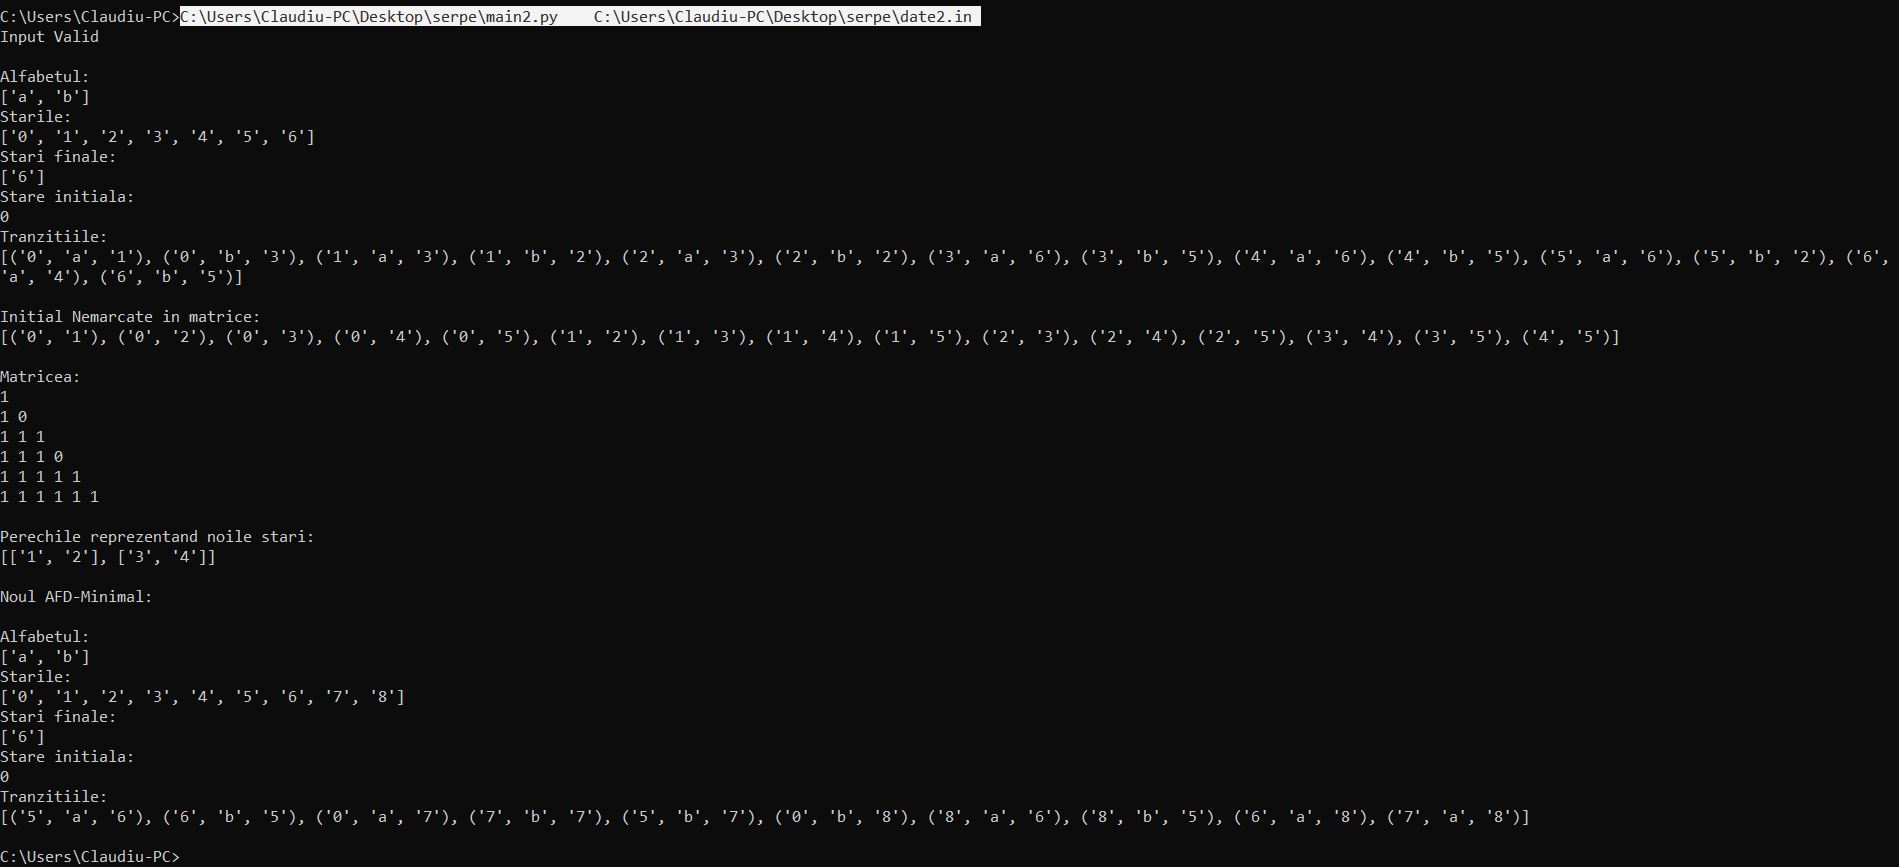 C:\Users\Claudiu-PC>C:\Users\Claudiu-PC\Desktop\serpe\main2.py    C:\Users\Claudiu-PC\Desktop\serpe\date2.in
Input Valid
Alfabetul:
['a', 'b']
Starile:
['0', '1', '2', '3', '4', '5', '6']
Stari finale:
['6']
Stare initiala:
0
Tranzitiile:
[('0', 'a', '1'), ('0', 'b', '3'), ('1', 'a', '3'), ('1', 'b', '2'), ('2', 'a', '3'), ('2', 'b', '2'), ('3', 'a', '6'), ('3', 'b', '5'), ('4', 'a', '6'), ('4', 'b', '5'), ('5', 'a', '6'), ('5', 'b', '2'), ('6',
'a', '4'), ('6', 'b', '5')]
Initial Nemarcate in matrice:
[('0', '1'), ('0', '2'), ('0', '3'), ('0', '4'), ('0', '5'), ('1', '2'), ('1', '3'), ('1', '4'), ('1', '5'), ('2', '3'), ('2', '4'), ('2', '5'), ('3', '4'), ('3', '5'), ('4', '5')]
Matricea:
1
1 0
1 1 1
1 1 1 0
1 1 1 1 1
1 1 1 1 1 1
Perechile reprezentand noile stari:
[['1', '2'], ['3', '4']]
Noul AFD-Minimal:
Alfabetul:
['a', 'b']
Starile:
['0', '1', '2', '3', '4', '5', '6', '7', '8']
Stari finale:
['6']
Stare initiala:
0
Tranzitiile:
[('5', 'a', '6'), ('6', 'b', '5'), ('0', 'a', '7'), ('7', 'b', '7'), ('5', 'b', '7'), ('0', 'b', '8'), ('8', 'a', '6'), ('8', 'b', '5'), ('6', 'a', '8'), ('7', 'a', '8')]
C:\Users\Claudiu-PC>